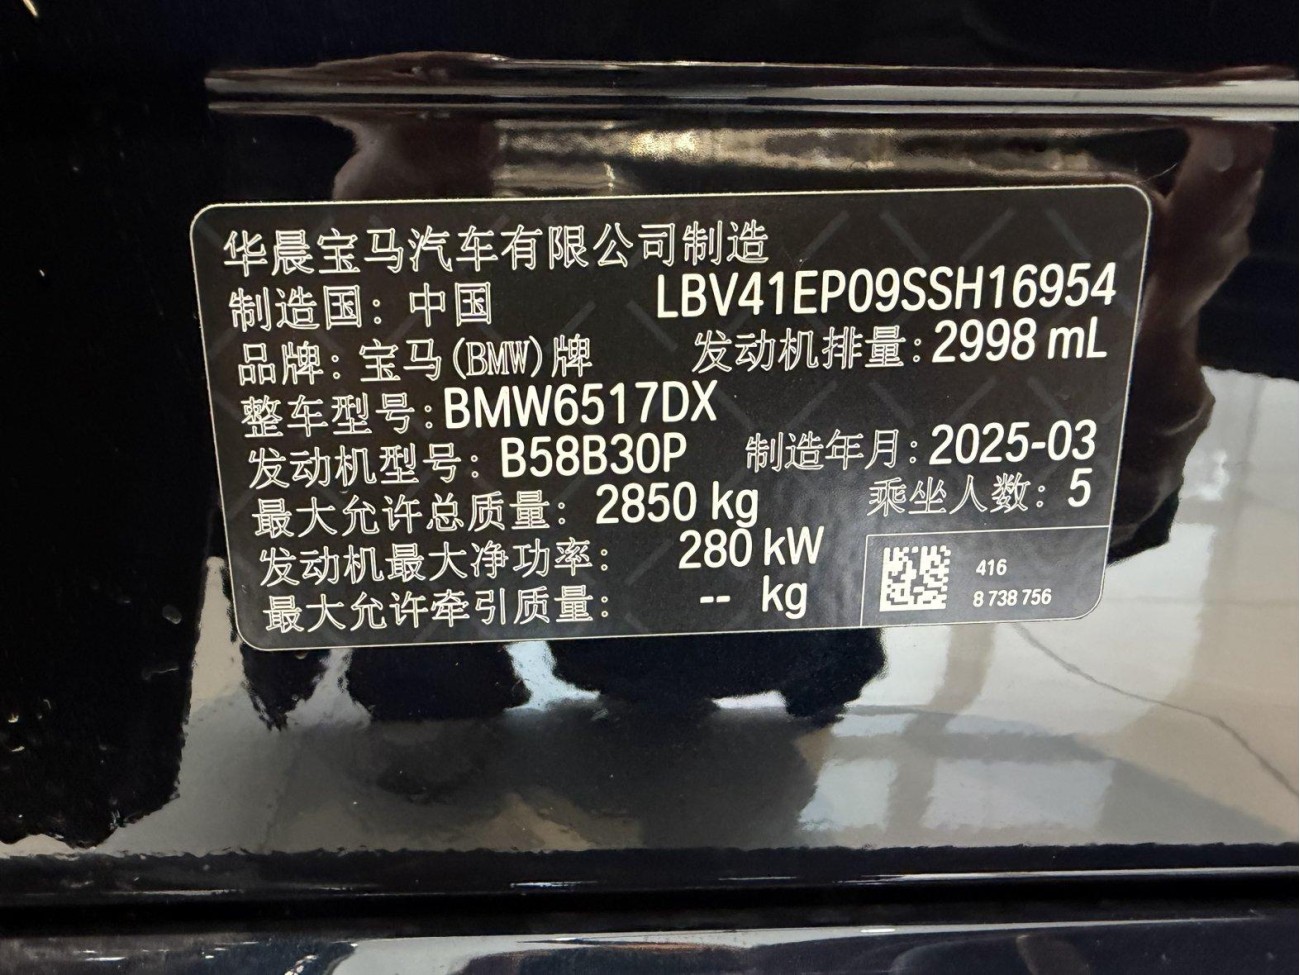 华晨宝马汽车有限公司制造
制造国：中国 LBV41EP09SSH16954
品牌：宝马(BMW)牌 发动机排量：2998 mL
整车型号：BMW6517DX
发动机型号：B58B30P 制造年月：2025-03
最大允许总质量：2850 kg 乘坐人数：5
发动机最大净功率：280 kW
最大允许牵引质量：-- kg
416
8 738 756